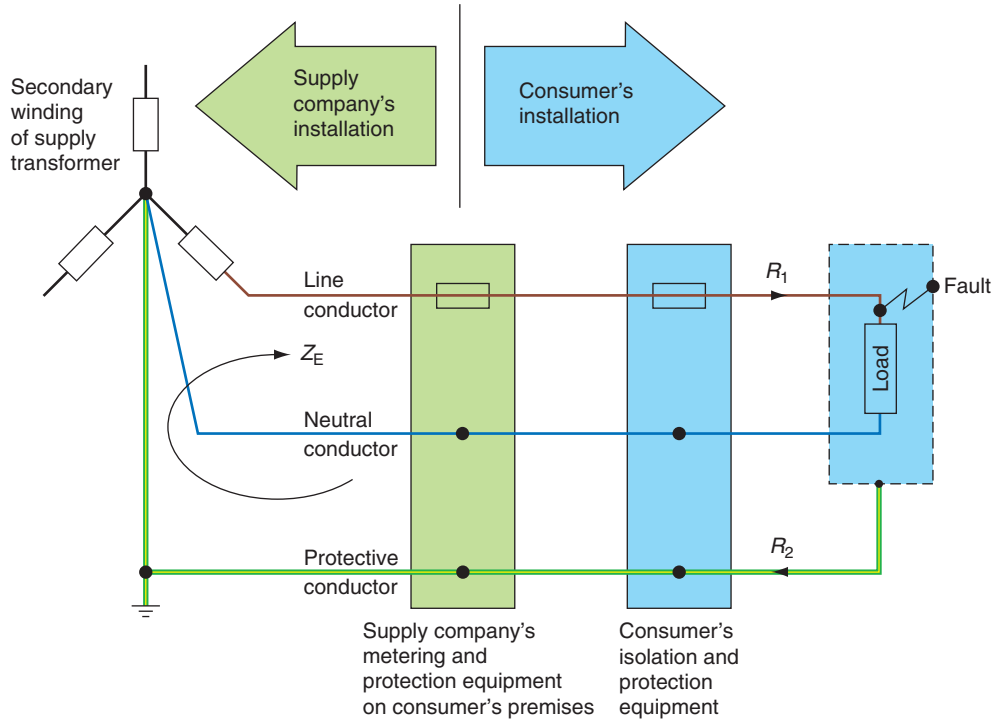 Secondary
winding
of supply
transformer
Supply
company's
installation
Consumer's
installation
Line
conductor
R1
Fault
ZE
Load
Neutral
conductor
Protective
conductor
R2
Supply company's
metering and
protection equipment
on consumer's premises
Consumer's
isolation and
protection
equipment